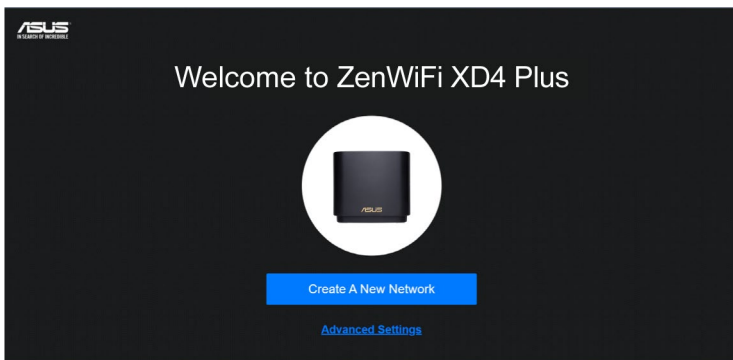 ASUS
IN SEARCH OF INCREDIBLE
Welcome to ZenWiFi XD4 Plus
ASUS
Create A New Network
Advanced Settings